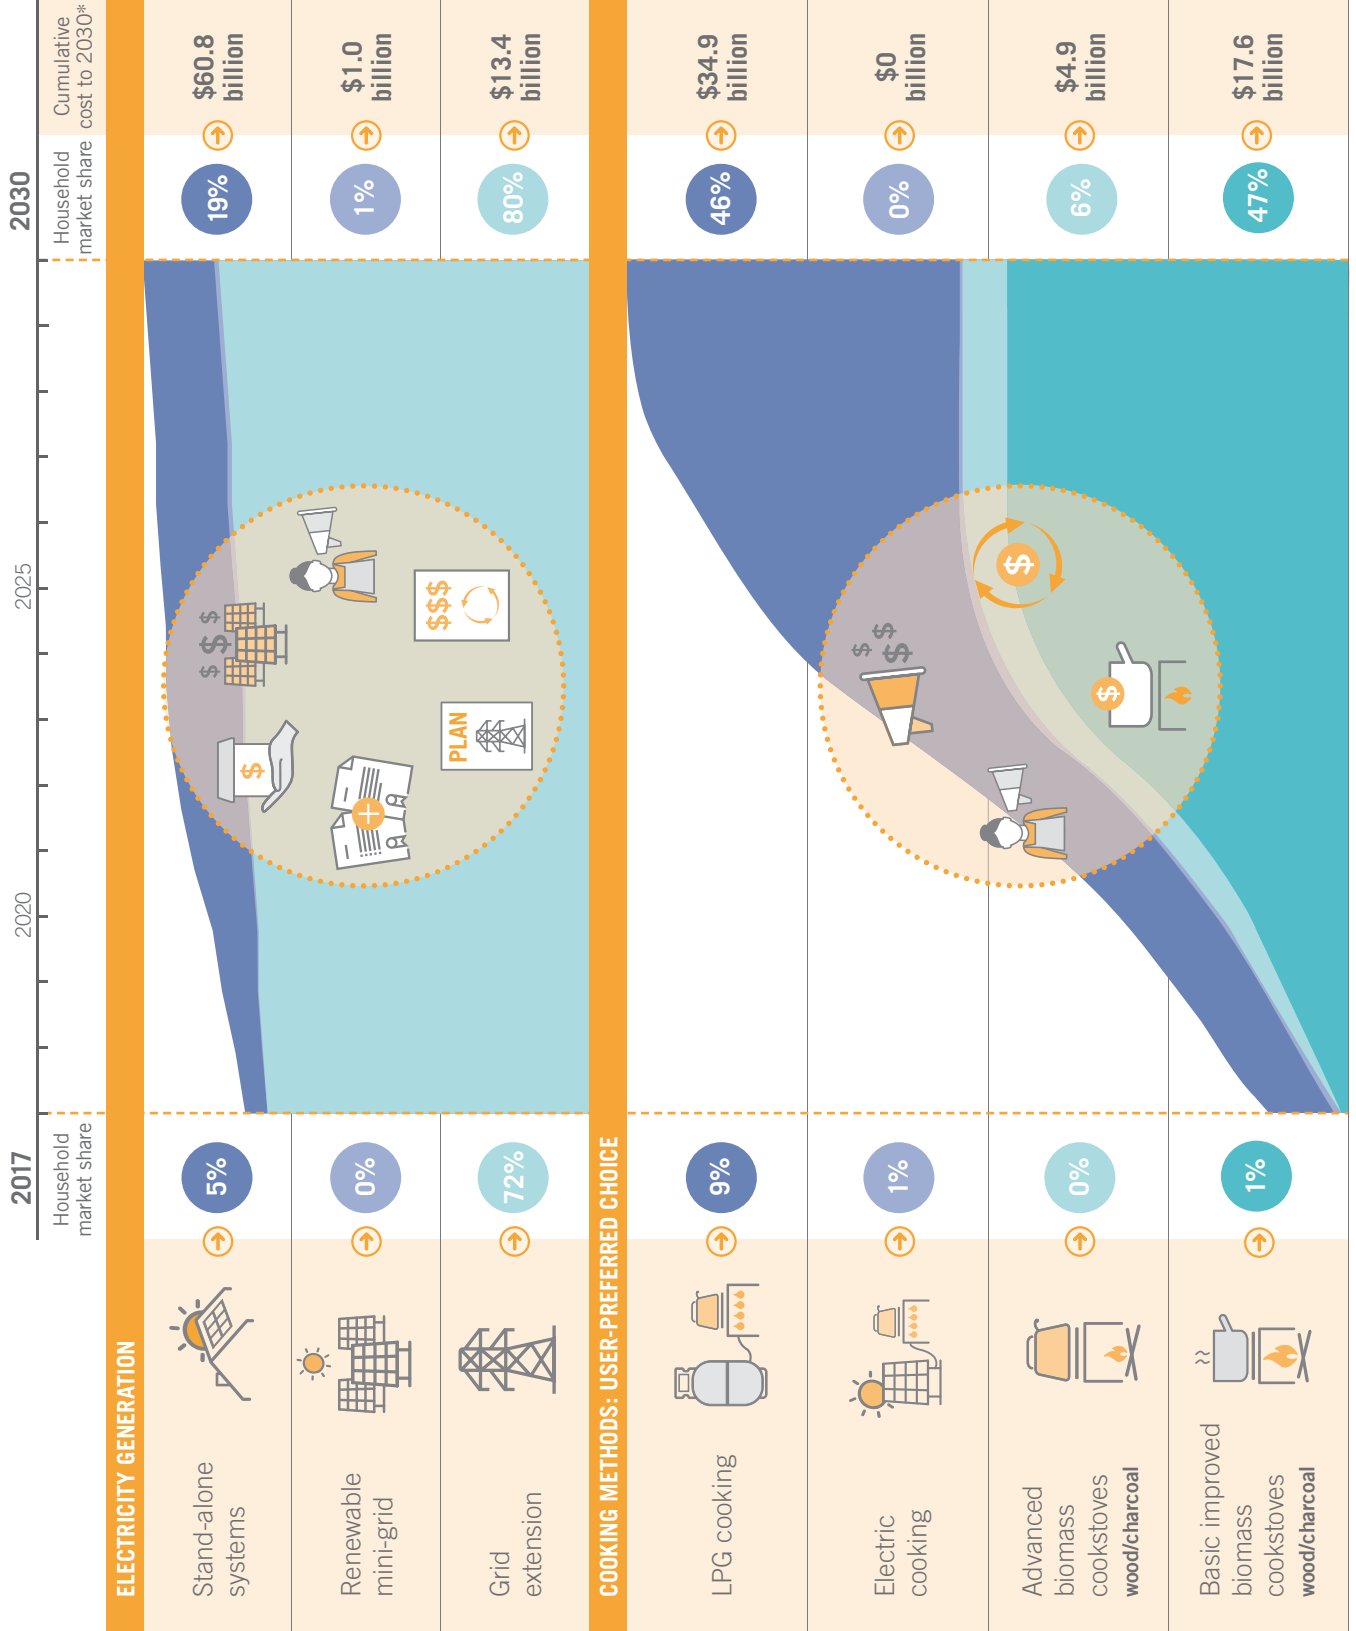 2017
2020
2025
2030
Household
market share
Household
market share
Cumulative
cost to 2030*
ELECTRICITY GENERATION
Stand-alone
systems
5%
19%
$60.8
billion
Renewable
mini-grid
0%
1%
$1.0
billion
Grid
extension
72%
80%
$13.4
billion
$
$ $ $
PLAN
$$$
COOKING METHODS: USER-PREFERRED CHOICE
LPG cooking
9%
46%
$34.9
billion
Electric
cooking
1%
0%
$0
billion
Advanced
biomass
cookstoves
wood/charcoal
0%
6%
$4.9
billion
Basic improved
biomass
cookstoves
wood/charcoal
1%
47%
$17.6
billion
$ $ $
$
$